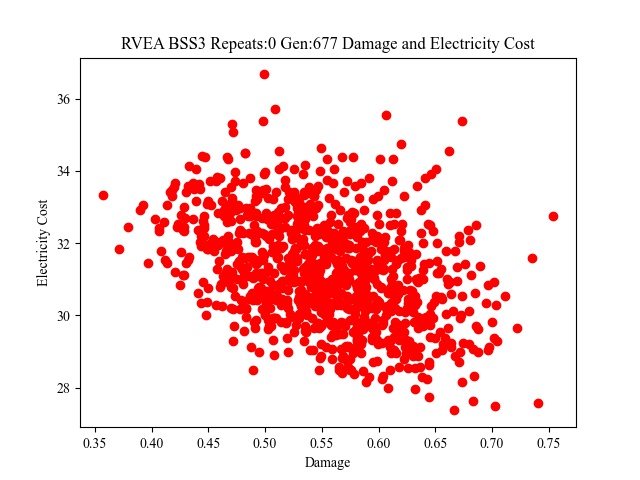 RVEA BSS3 Repeats:0 Gen:677 Damage and Electricity Cost
Electricity Cost
36
34
32
30
28
0.35 0.40 0.45 0.50 0.55 0.60 0.65 0.70 0.75
Damage